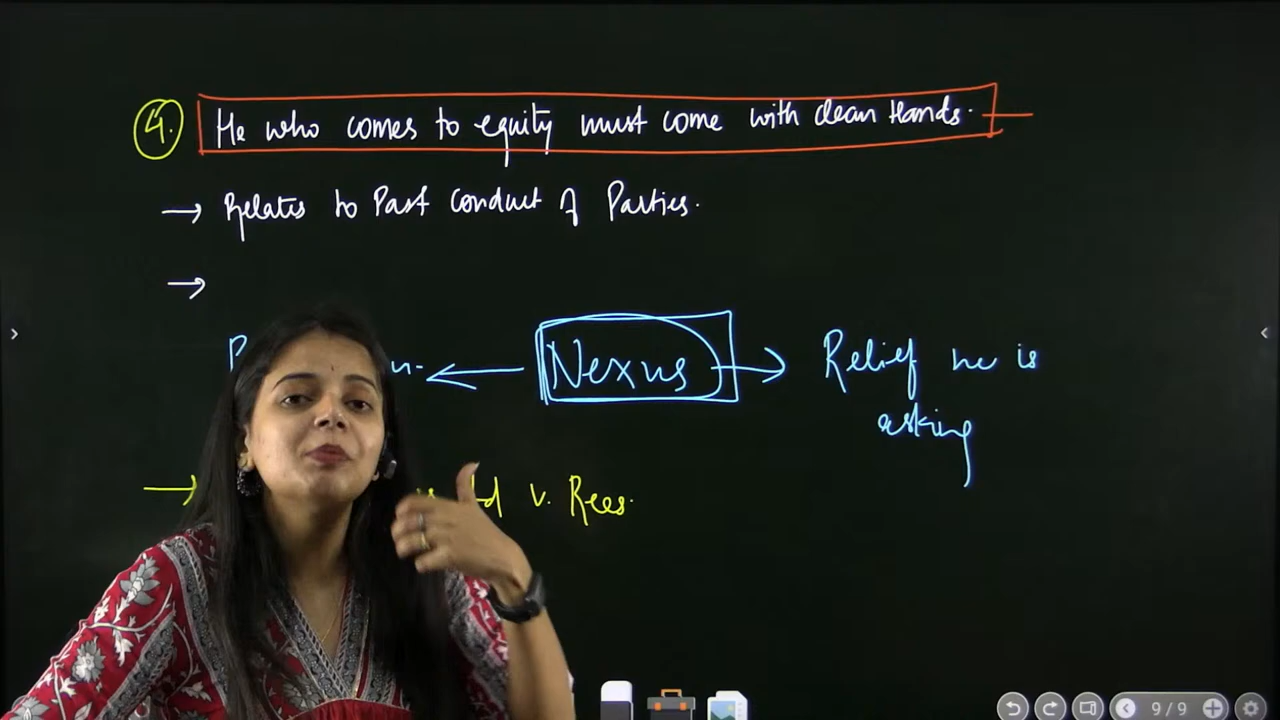 4. He who comes to equity must come with clean Hands.
→ Relates to Past Conduct of Parties.
→
← Nexus → Relief he is
asking
→ v. Rees.
9/9